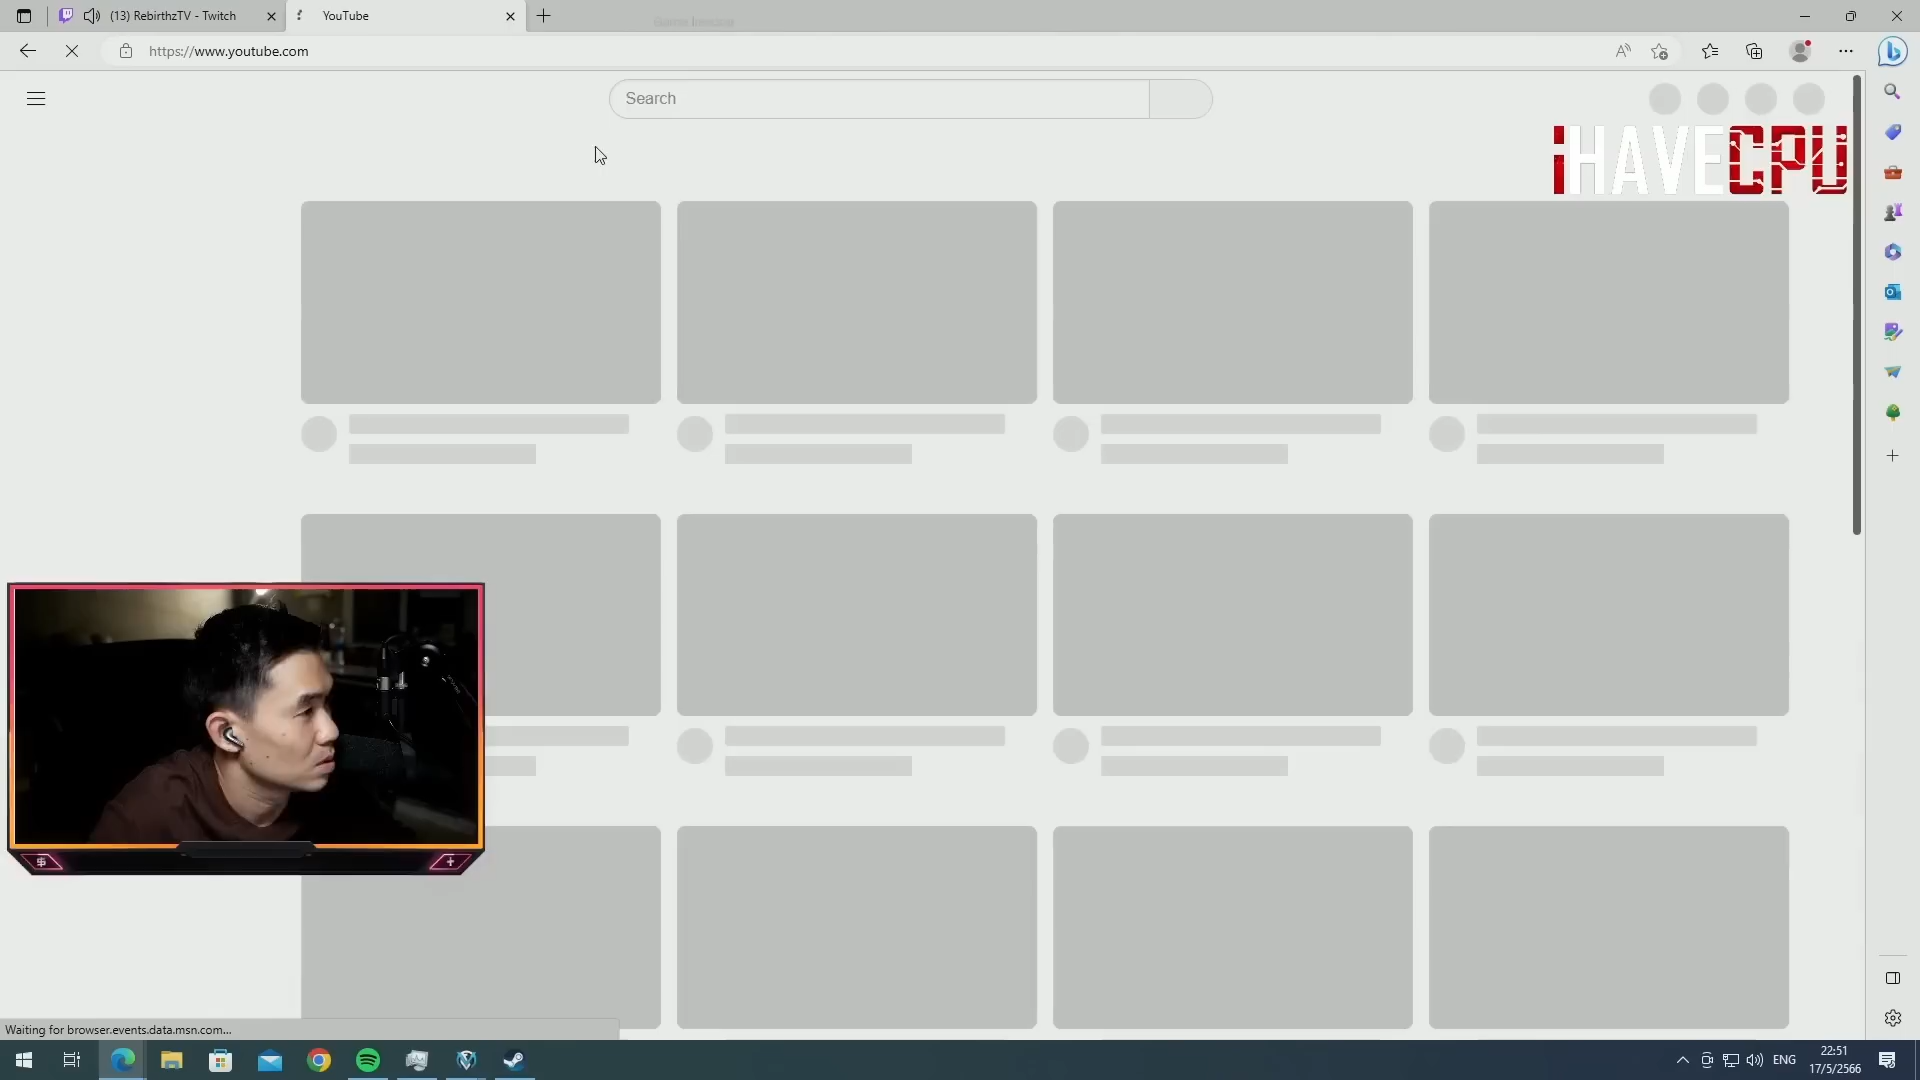 (13) RebirthzTV - Twitch
YouTube
https://www.youtube.com
Search
iHAVECPU
Waiting for browser.events.data.msn.com...
ENG
22:51
17/5/2566